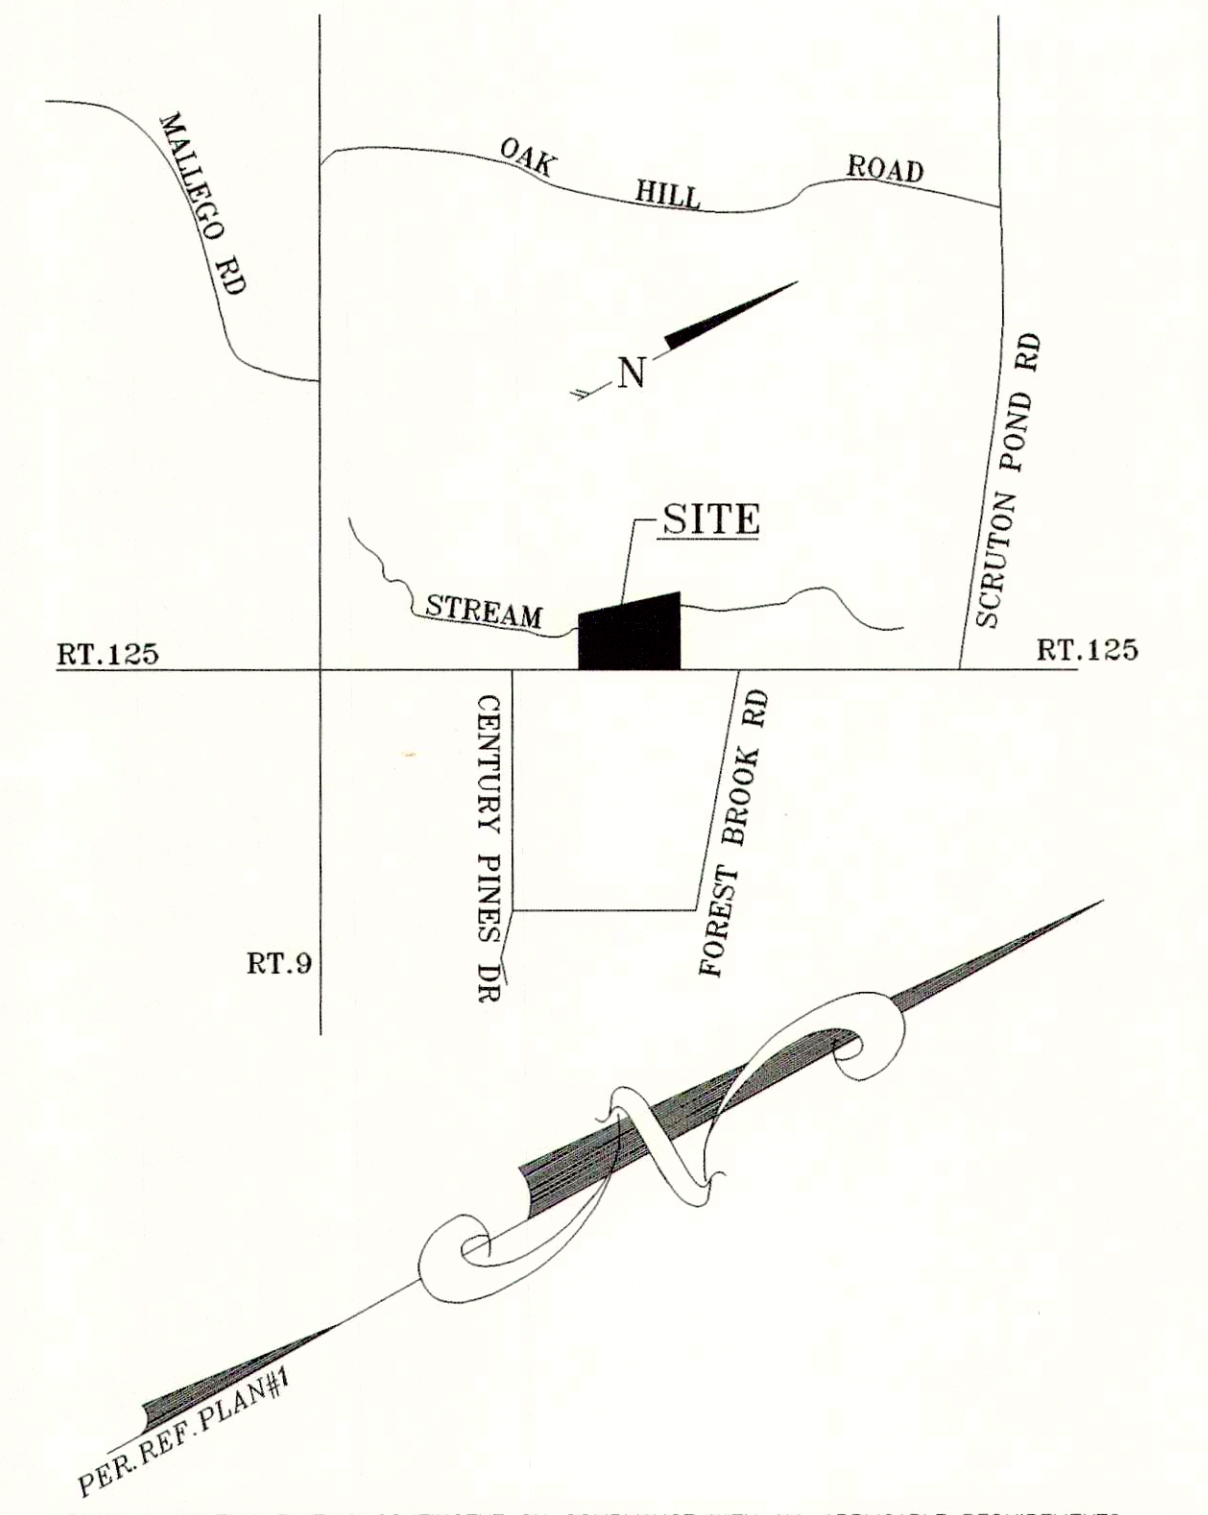 MALLEGO RD
OAK HILL ROAD
N
SCRUTON POND RD
SITE
STREAM
RT.125
RT.125
CENTURY PINES DR
FOREST BROOK RD
RT.9
N
PER.REF.PLAN#1